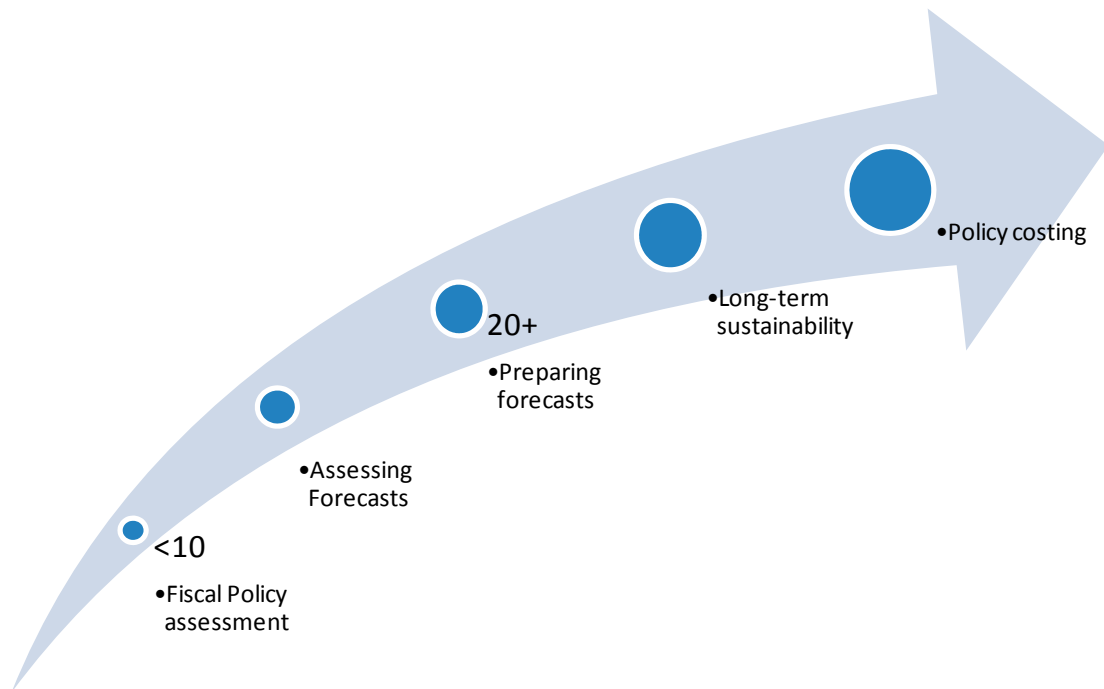 <10
•Fiscal Policy
assessment
•Assessing
Forecasts
20+
•Preparing
forecasts
•Long-term
sustainability
•Policy costing